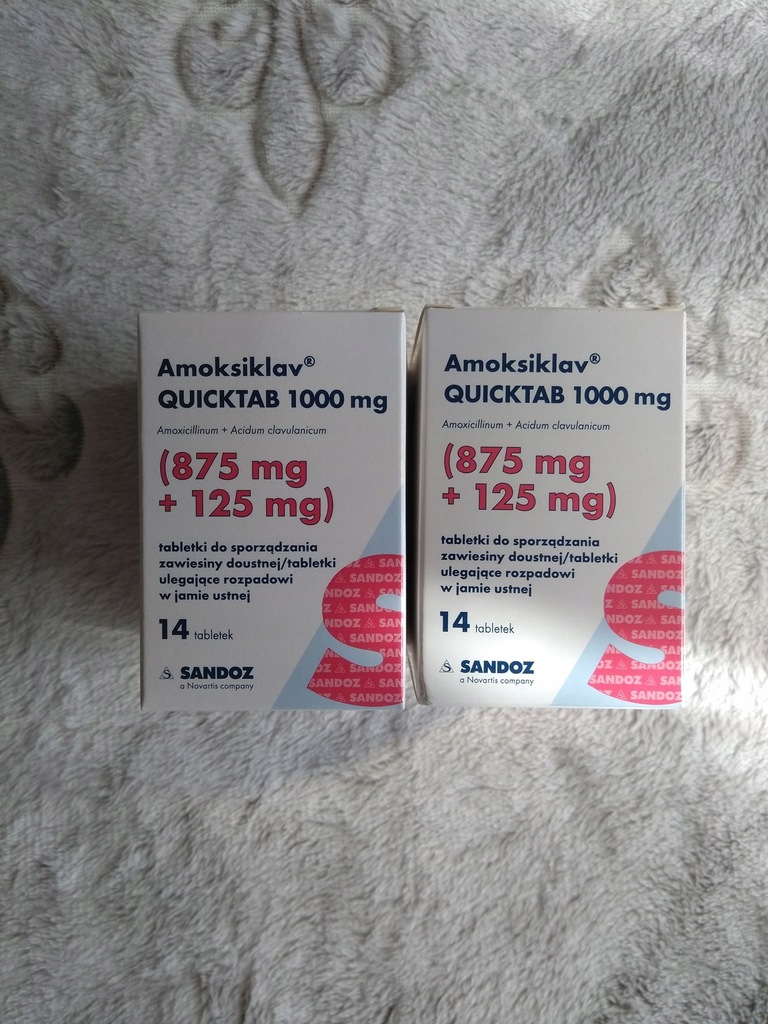 Amoksiklav®
QUICKTAB 1000 mg
Amoxicillinum + Acidum clavulanicum
(875 mg
+ 125 mg)
tabletki do sporządzania
zawiesiny doustnej/tabletki
ulegające rozpadowi
w jamie ustnej
14 tabletek
SANDOZ
a Novartis company
SANDOZ
Amoksiklav®
QUICKTAB 1000 mg
Amoxicillinum + Acidum clavulanicum
(875 mg
+ 125 mg)
tabletki do sporządzania
zawiesiny doustnej/tabletki
ulegające rozpadowi
w jamie ustnej
14 tabletek
SANDOZ
a Novartis company
SANDOZ